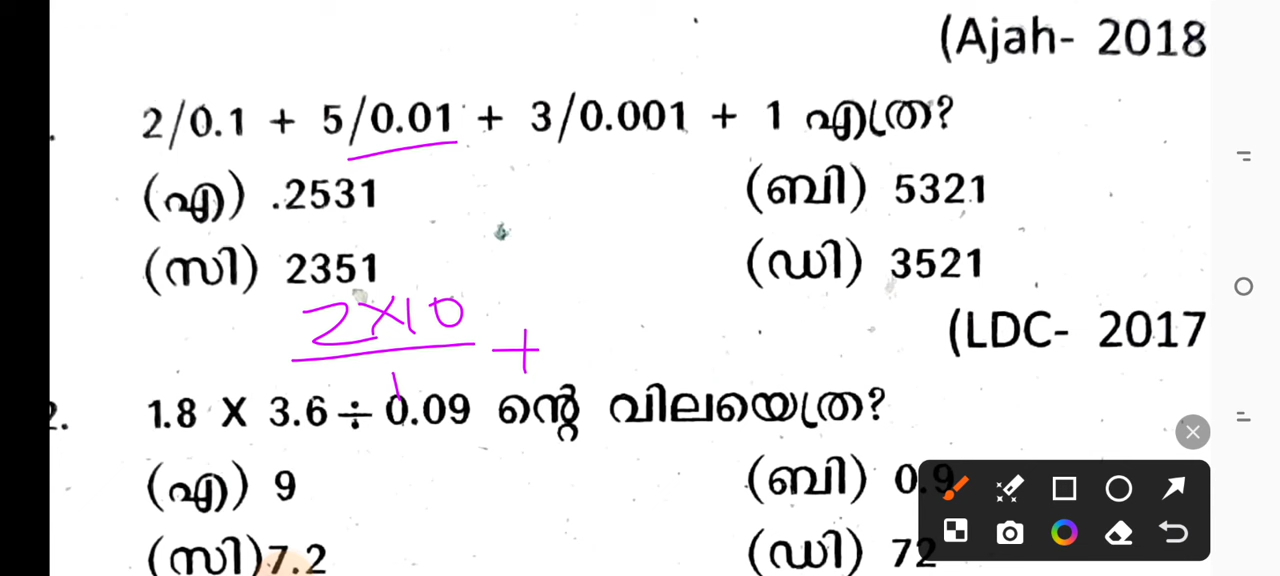 (Ajah- 2018
. 2/0.1 + 5/0.01 + 3/0.001 + 1 എത്ര?
(എ) .2531 (ബി) 5321
(സി) 2351 (ഡി) 3521
2×10 +
1
(LDC- 2017
2. 1.8 X 3.6 ÷ 0.09 ന്റെ വിലയെത്ര?
(എ) 9 (ബി) 0.9
(സി) 7.2 (ഡി) 72